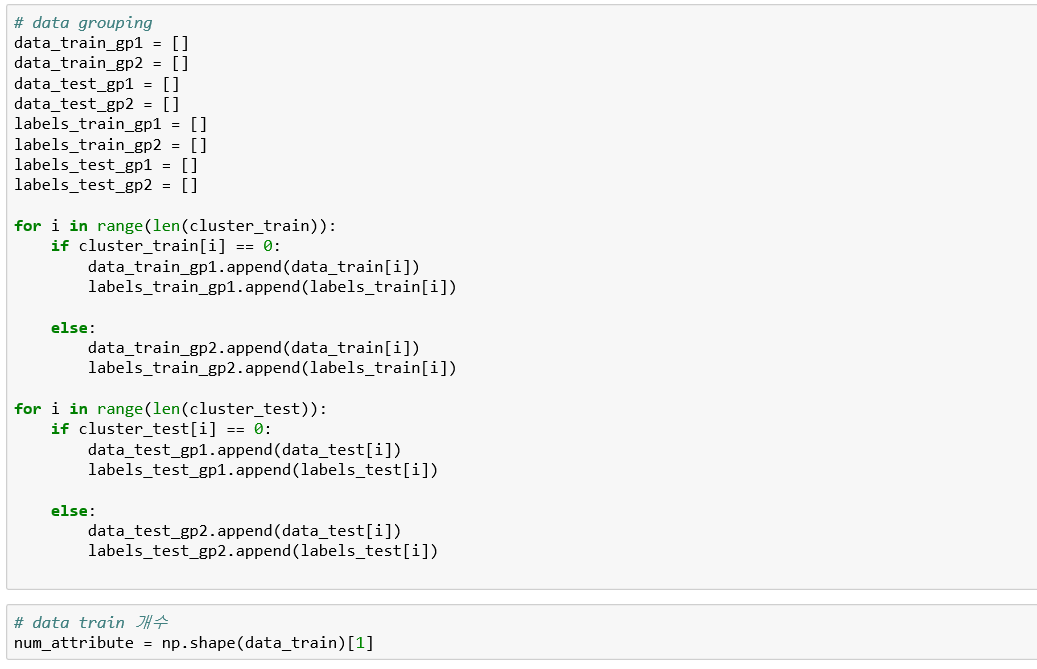 # data grouping
data_train_gp1 = []
data_train_gp2 = []
data_test_gp1 = []
data_test_gp2 = []
labels_train_gp1 = []
labels_train_gp2 = []
labels_test_gp1 = []
labels_test_gp2 = []

for i in range(len(cluster_train)):
    if cluster_train[i] == 0:
        data_train_gp1.append(data_train[i])
        labels_train_gp1.append(labels_train[i])

    else:
        data_train_gp2.append(data_train[i])
        labels_train_gp2.append(labels_train[i])

for i in range(len(cluster_test)):
    if cluster_test[i] == 0:
        data_test_gp1.append(data_test[i])
        labels_test_gp1.append(labels_test[i])

    else:
        data_test_gp2.append(data_test[i])
        labels_test_gp2.append(labels_test[i])

# data train 개수
num_attribute = np.shape(data_train)[1]